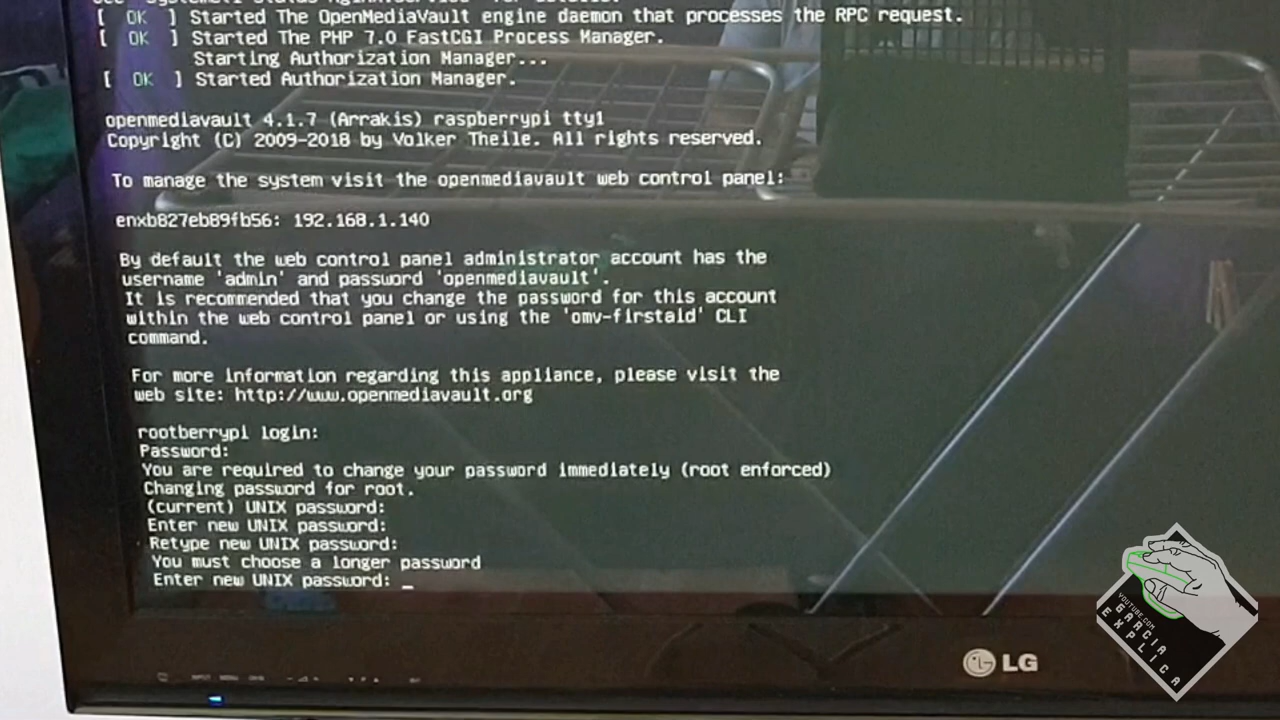 [  OK  ] Started The OpenMediaVault engine daemon that processes the RPC request.
[  OK  ] Started The PHP 7.0 FastCGI Process Manager.
Starting Authorization Manager...
[  OK  ] Started Authorization Manager.
openmediavault 4.1.7 (Arrakis) raspberrypi tty1
Copyright (C) 2009-2018 by Volker Theile. All rights reserved.
To manage the system visit the openmediavault web control panel:
enxb827eb89fb56: 192.168.1.140
By default the web control panel administrator account has the
username 'admin' and password 'openmediavault'.
It is recommended that you change the password for this account
within the web control panel or using the 'omv-firstaid' CLI
command.
For more information regarding this appliance, please visit the
web site: http://www.openmediavault.org
rootberrypi login:
Password:
You are required to change your password immediately (root enforced)
Changing password for root.
(current) UNIX password:
Enter new UNIX password:
Retype new UNIX password:
You must choose a longer password
Enter new UNIX password: _
LG
YOUTUBE.COM
GARCIA
EXPLICA